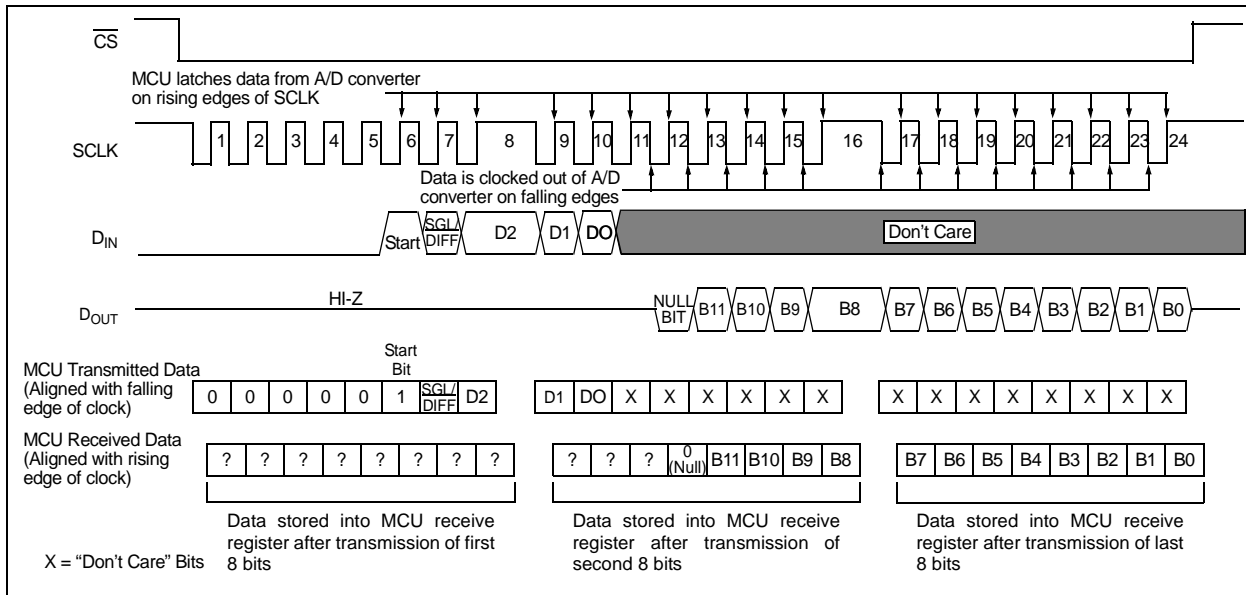 CS
MCU latches data from A/D converter
on rising edges of SCLK
SCLK
1 2 3 4 5 6 7 8 9 10 11 12 13 14 15 16 17 18 19 20 21 22 23 24
Data is clocked out of A/D
converter on falling edges
DIN
Start SGL/DIFF D2 D1 DO Don't Care
DOUT
HI-Z
NULL BIT B11 B10 B9 B8 B7 B6 B5 B4 B3 B2 B1 B0
Start
Bit
MCU Transmitted Data
(Aligned with falling
edge of clock)
0 0 0 0 0 1 SGL/DIFF D2 D1 DO X X X X X X X X X X X X X X
MCU Received Data
(Aligned with rising
edge of clock)
? ? ? ? ? ? ? ? ? ? ? 0 (Null) B11 B10 B9 B8 B7 B6 B5 B4 B3 B2 B1 B0
Data stored into MCU receive
register after transmission of first
8 bits
Data stored into MCU receive
register after transmission of
second 8 bits
Data stored into MCU receive
register after transmission of last
8 bits
X = “Don’t Care” Bits